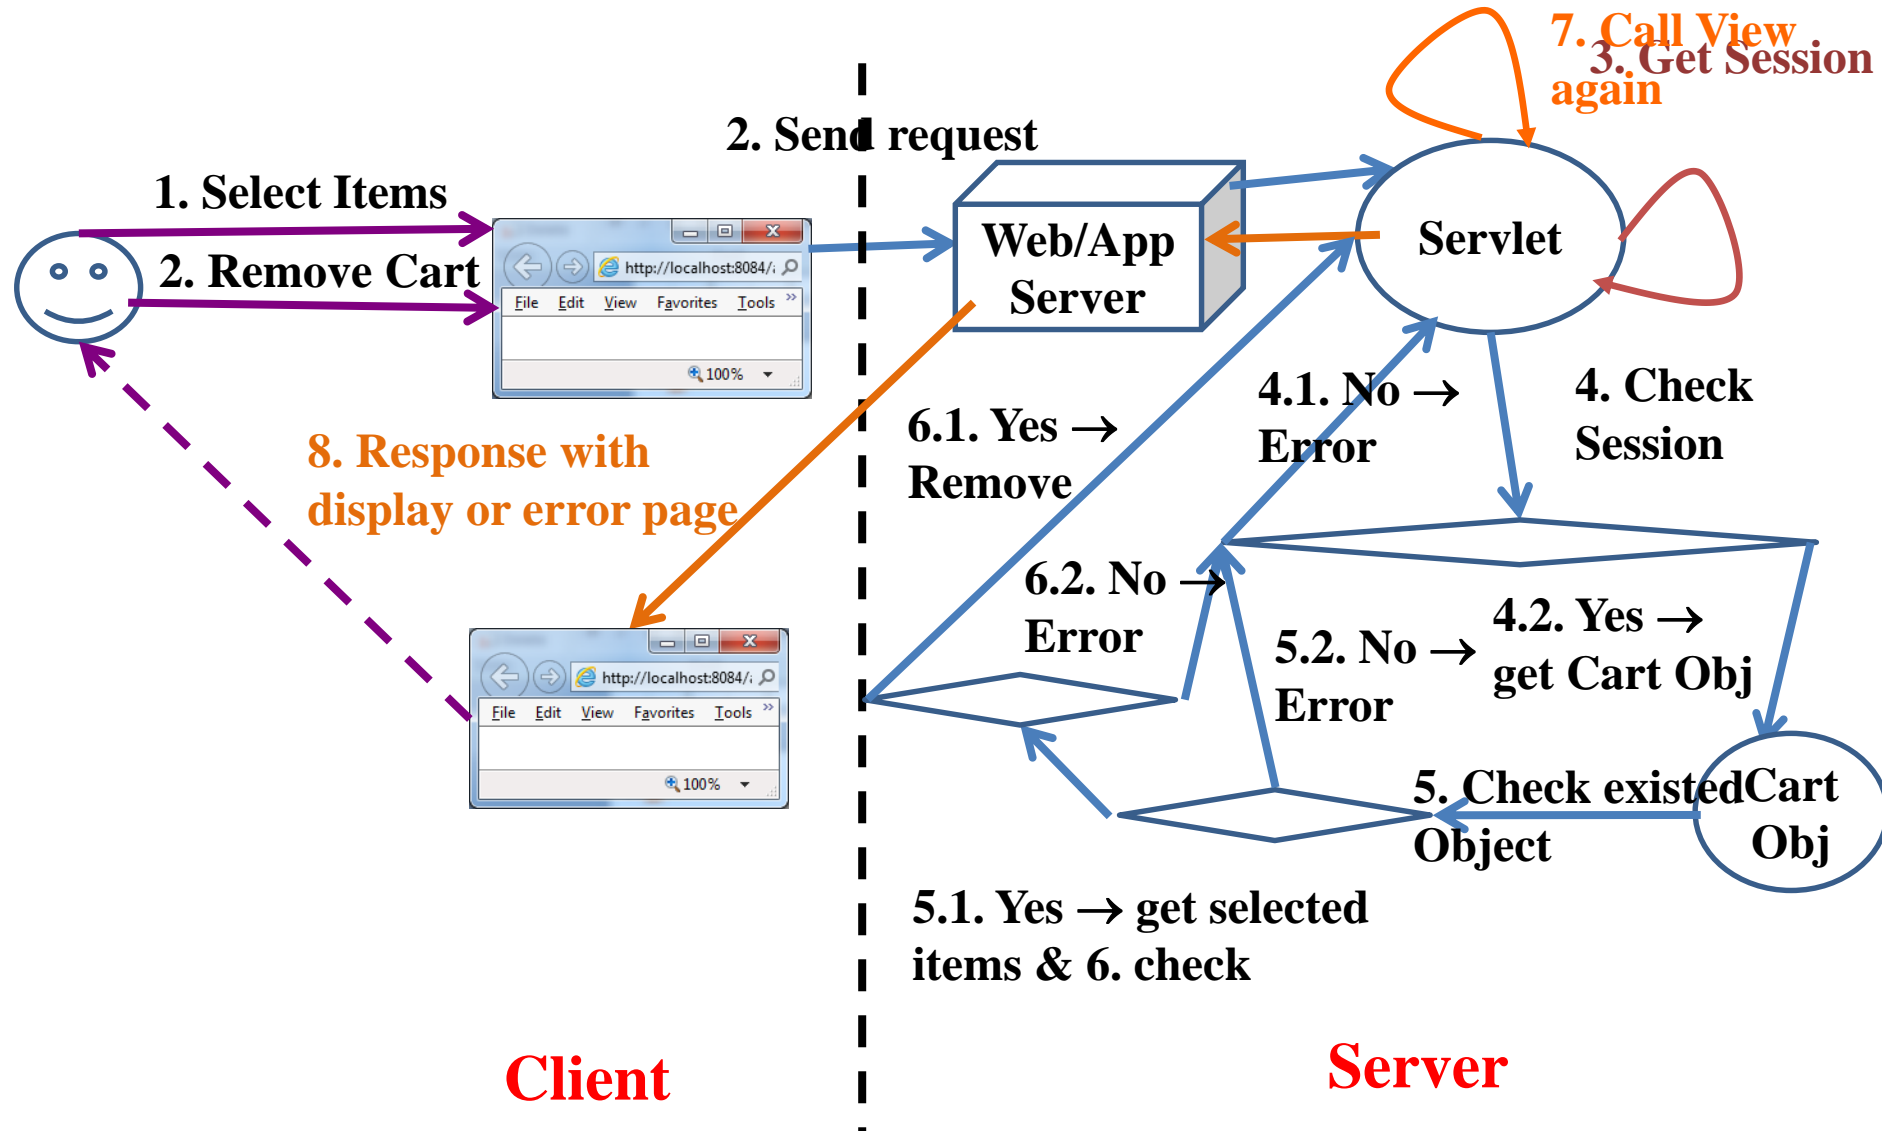 7. Call View
again
3. Get Session
2. Send request
1. Select Items
2. Remove Cart
http://localhost:8084/
File Edit View Favorites Tools »
100%
Web/App
Server
Servlet
4.1. No →
Error
4. Check
Session
6.1. Yes →
Remove
8. Response with
display or error page
6.2. No →
Error
5.2. No →
Error
4.2. Yes →
get Cart Obj
http://localhost:8084/
File Edit View Favorites Tools »
100%
5. Check existed
Object
Cart
Obj
5.1. Yes → get selected
items & 6. check
Client
Server